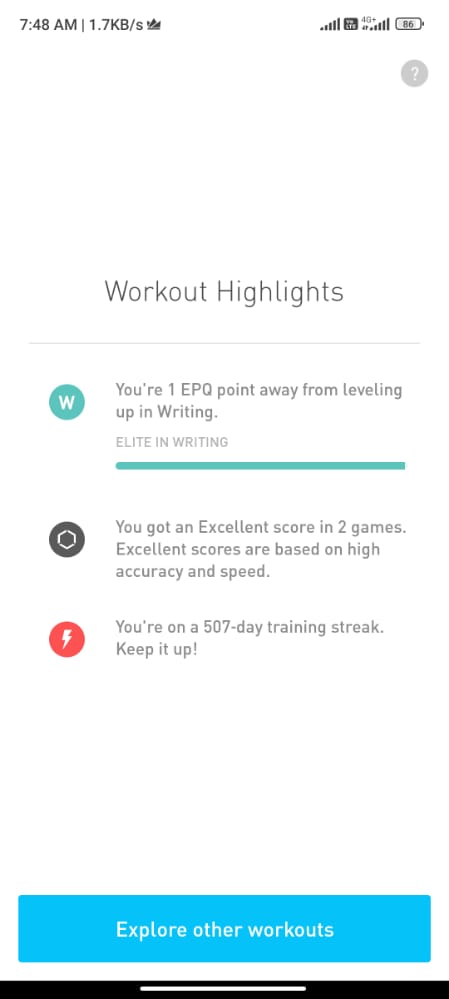 7:48 AM | 1.7KB/s
Vo
LTE
4G+
86
?
Workout Highlights
W
You're 1 EPQ point away from leveling
up in Writing.
ELITE IN WRITING
You got an Excellent score in 2 games.
Excellent scores are based on high
accuracy and speed.
You're on a 507-day training streak.
Keep it up!
Explore other workouts